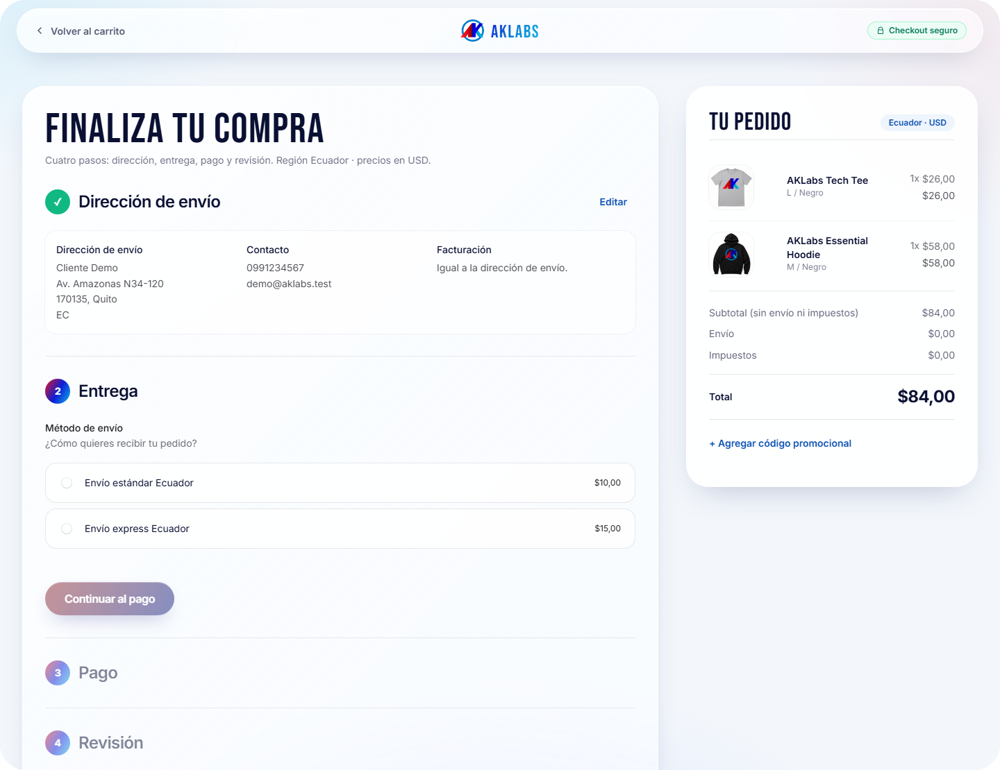 Volver al carrito
AK AKLABS
Checkout seguro
FINALIZA TU COMPRA
Cuatro pasos: dirección, entrega, pago y revisión. Región Ecuador · precios en USD.
✓ Dirección de envío
Editar
Dirección de envío
Cliente Demo
Av. Amazonas N34-120
170135, Quito
EC
Contacto
0991234567
demo@aklabs.test
Facturación
Igual a la dirección de envío.
2 Entrega
Método de envío
¿Cómo quieres recibir tu pedido?
Envío estándar Ecuador $10,00
Envío express Ecuador $15,00
Continuar al pago
3 Pago
4 Revisión
TU PEDIDO
Ecuador · USD
AK
AKLabs Tech Tee
L / Negro
1x $26,00
$26,00
AK
AKLabs Essential
Hoodie
M / Negro
1x $58,00
$58,00
Subtotal (sin envío ni impuestos) $84,00
Envío $0,00
Impuestos $0,00
Total $84,00
+ Agregar código promocional